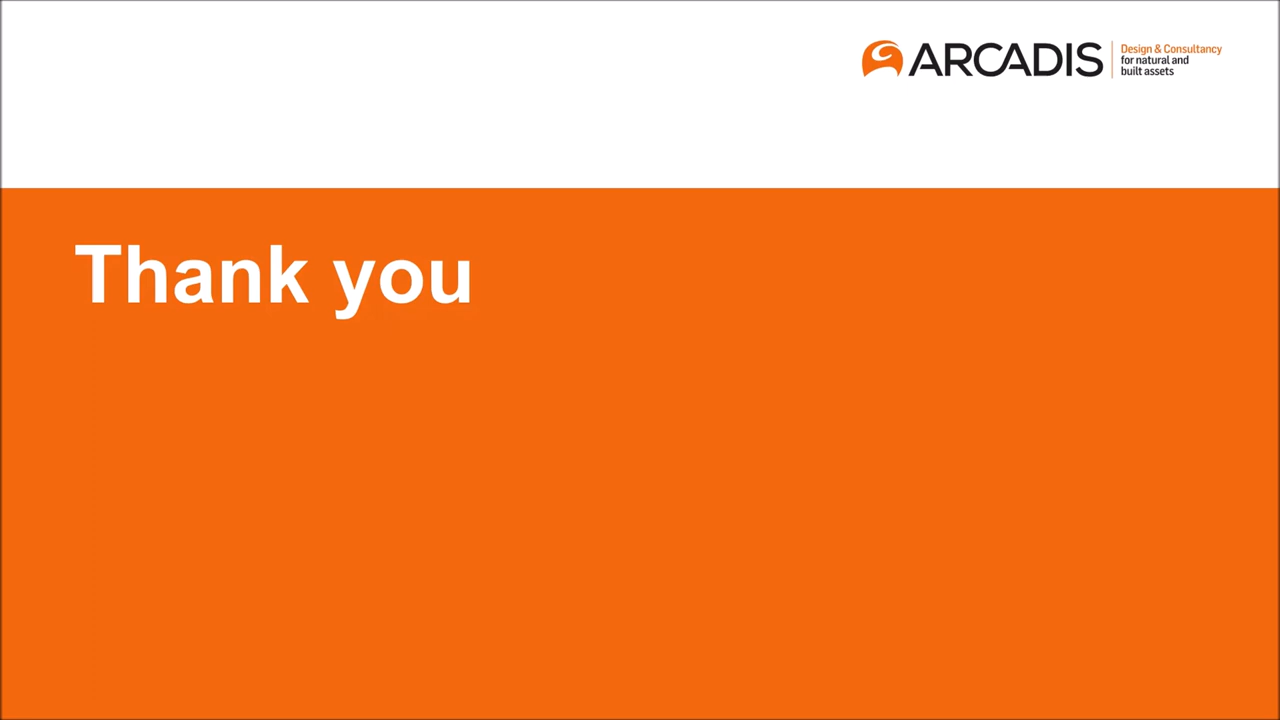 ARCADIS
Design & Consultancy
for natural and
built assets
Thank you